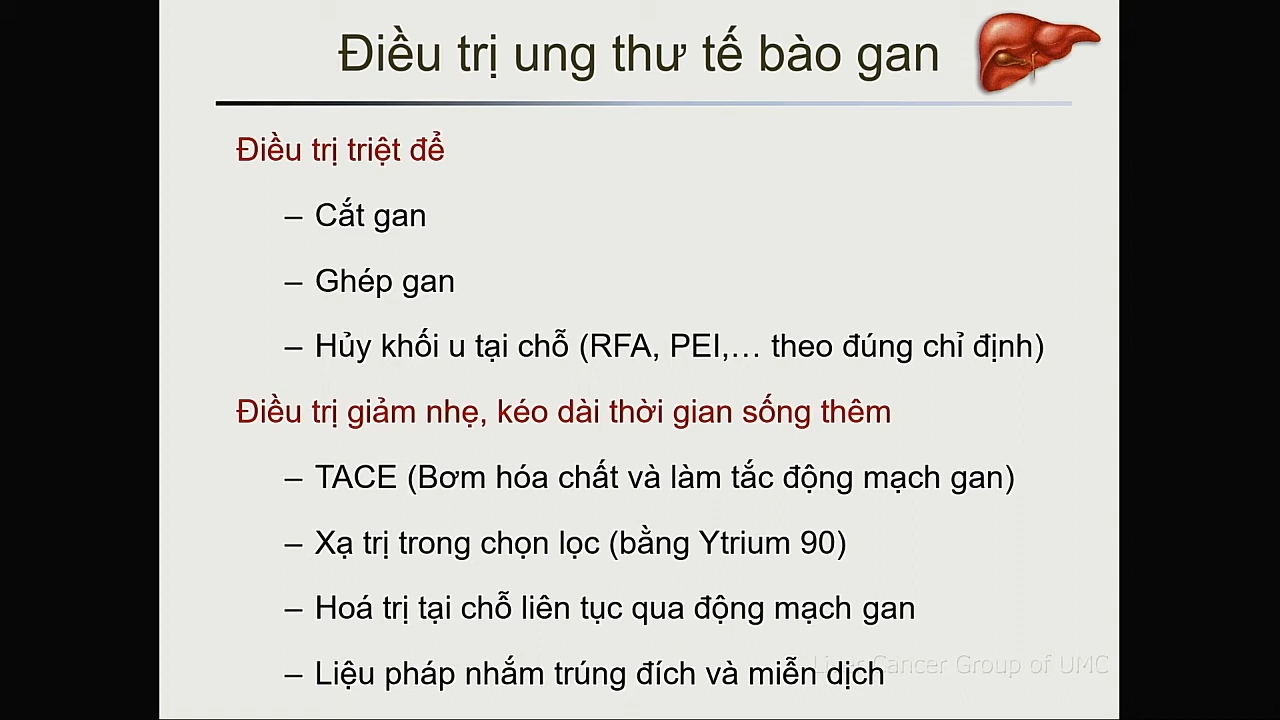 Điều trị ung thư tế bào gan
Điều trị triệt để
– Cắt gan
– Ghép gan
– Hủy khối u tại chỗ (RFA, PEI,… theo đúng chỉ định)
Điều trị giảm nhẹ, kéo dài thời gian sống thêm
– TACE (Bơm hóa chất và làm tắc động mạch gan)
– Xạ trị trong chọn lọc (bằng Ytrium 90)
– Hoá trị tại chỗ liên tục qua động mạch gan
– Liệu pháp nhắm trúng đích và miễn dịch
Liver Cancer Group of UMC